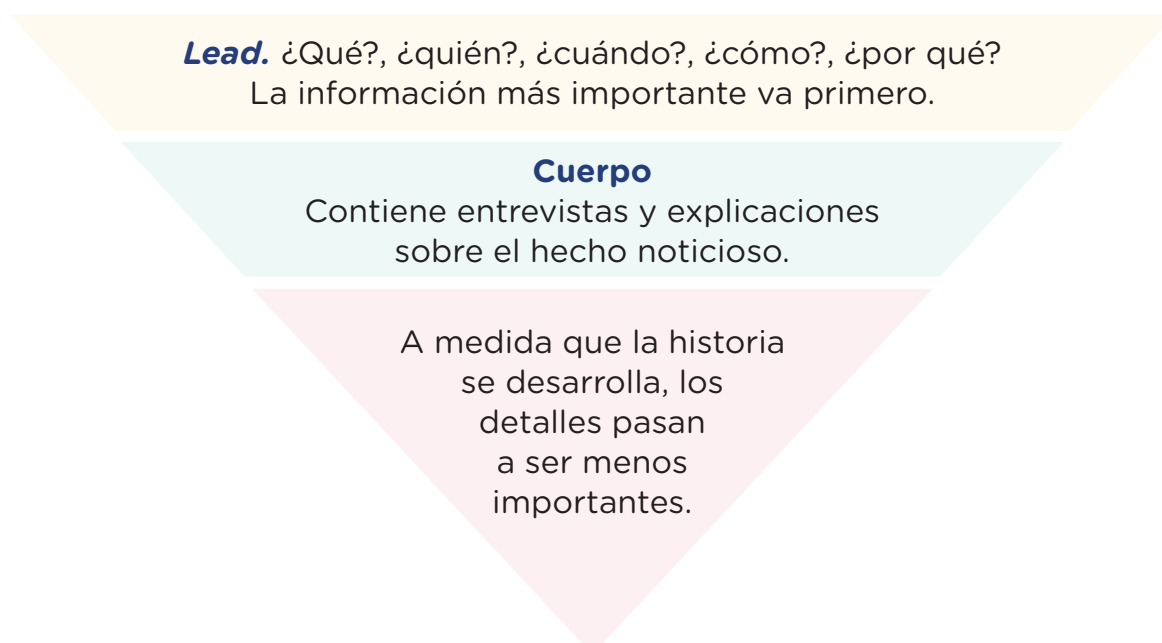 Lead. ¿Qué?, ¿quién?, ¿cuándo?, ¿cómo?, ¿por qué?
La información más importante va primero.
Cuerpo
Contiene entrevistas y explicaciones
sobre el hecho noticioso.
A medida que la historia
se desarrolla, los
detalles pasan
a ser menos
importantes.